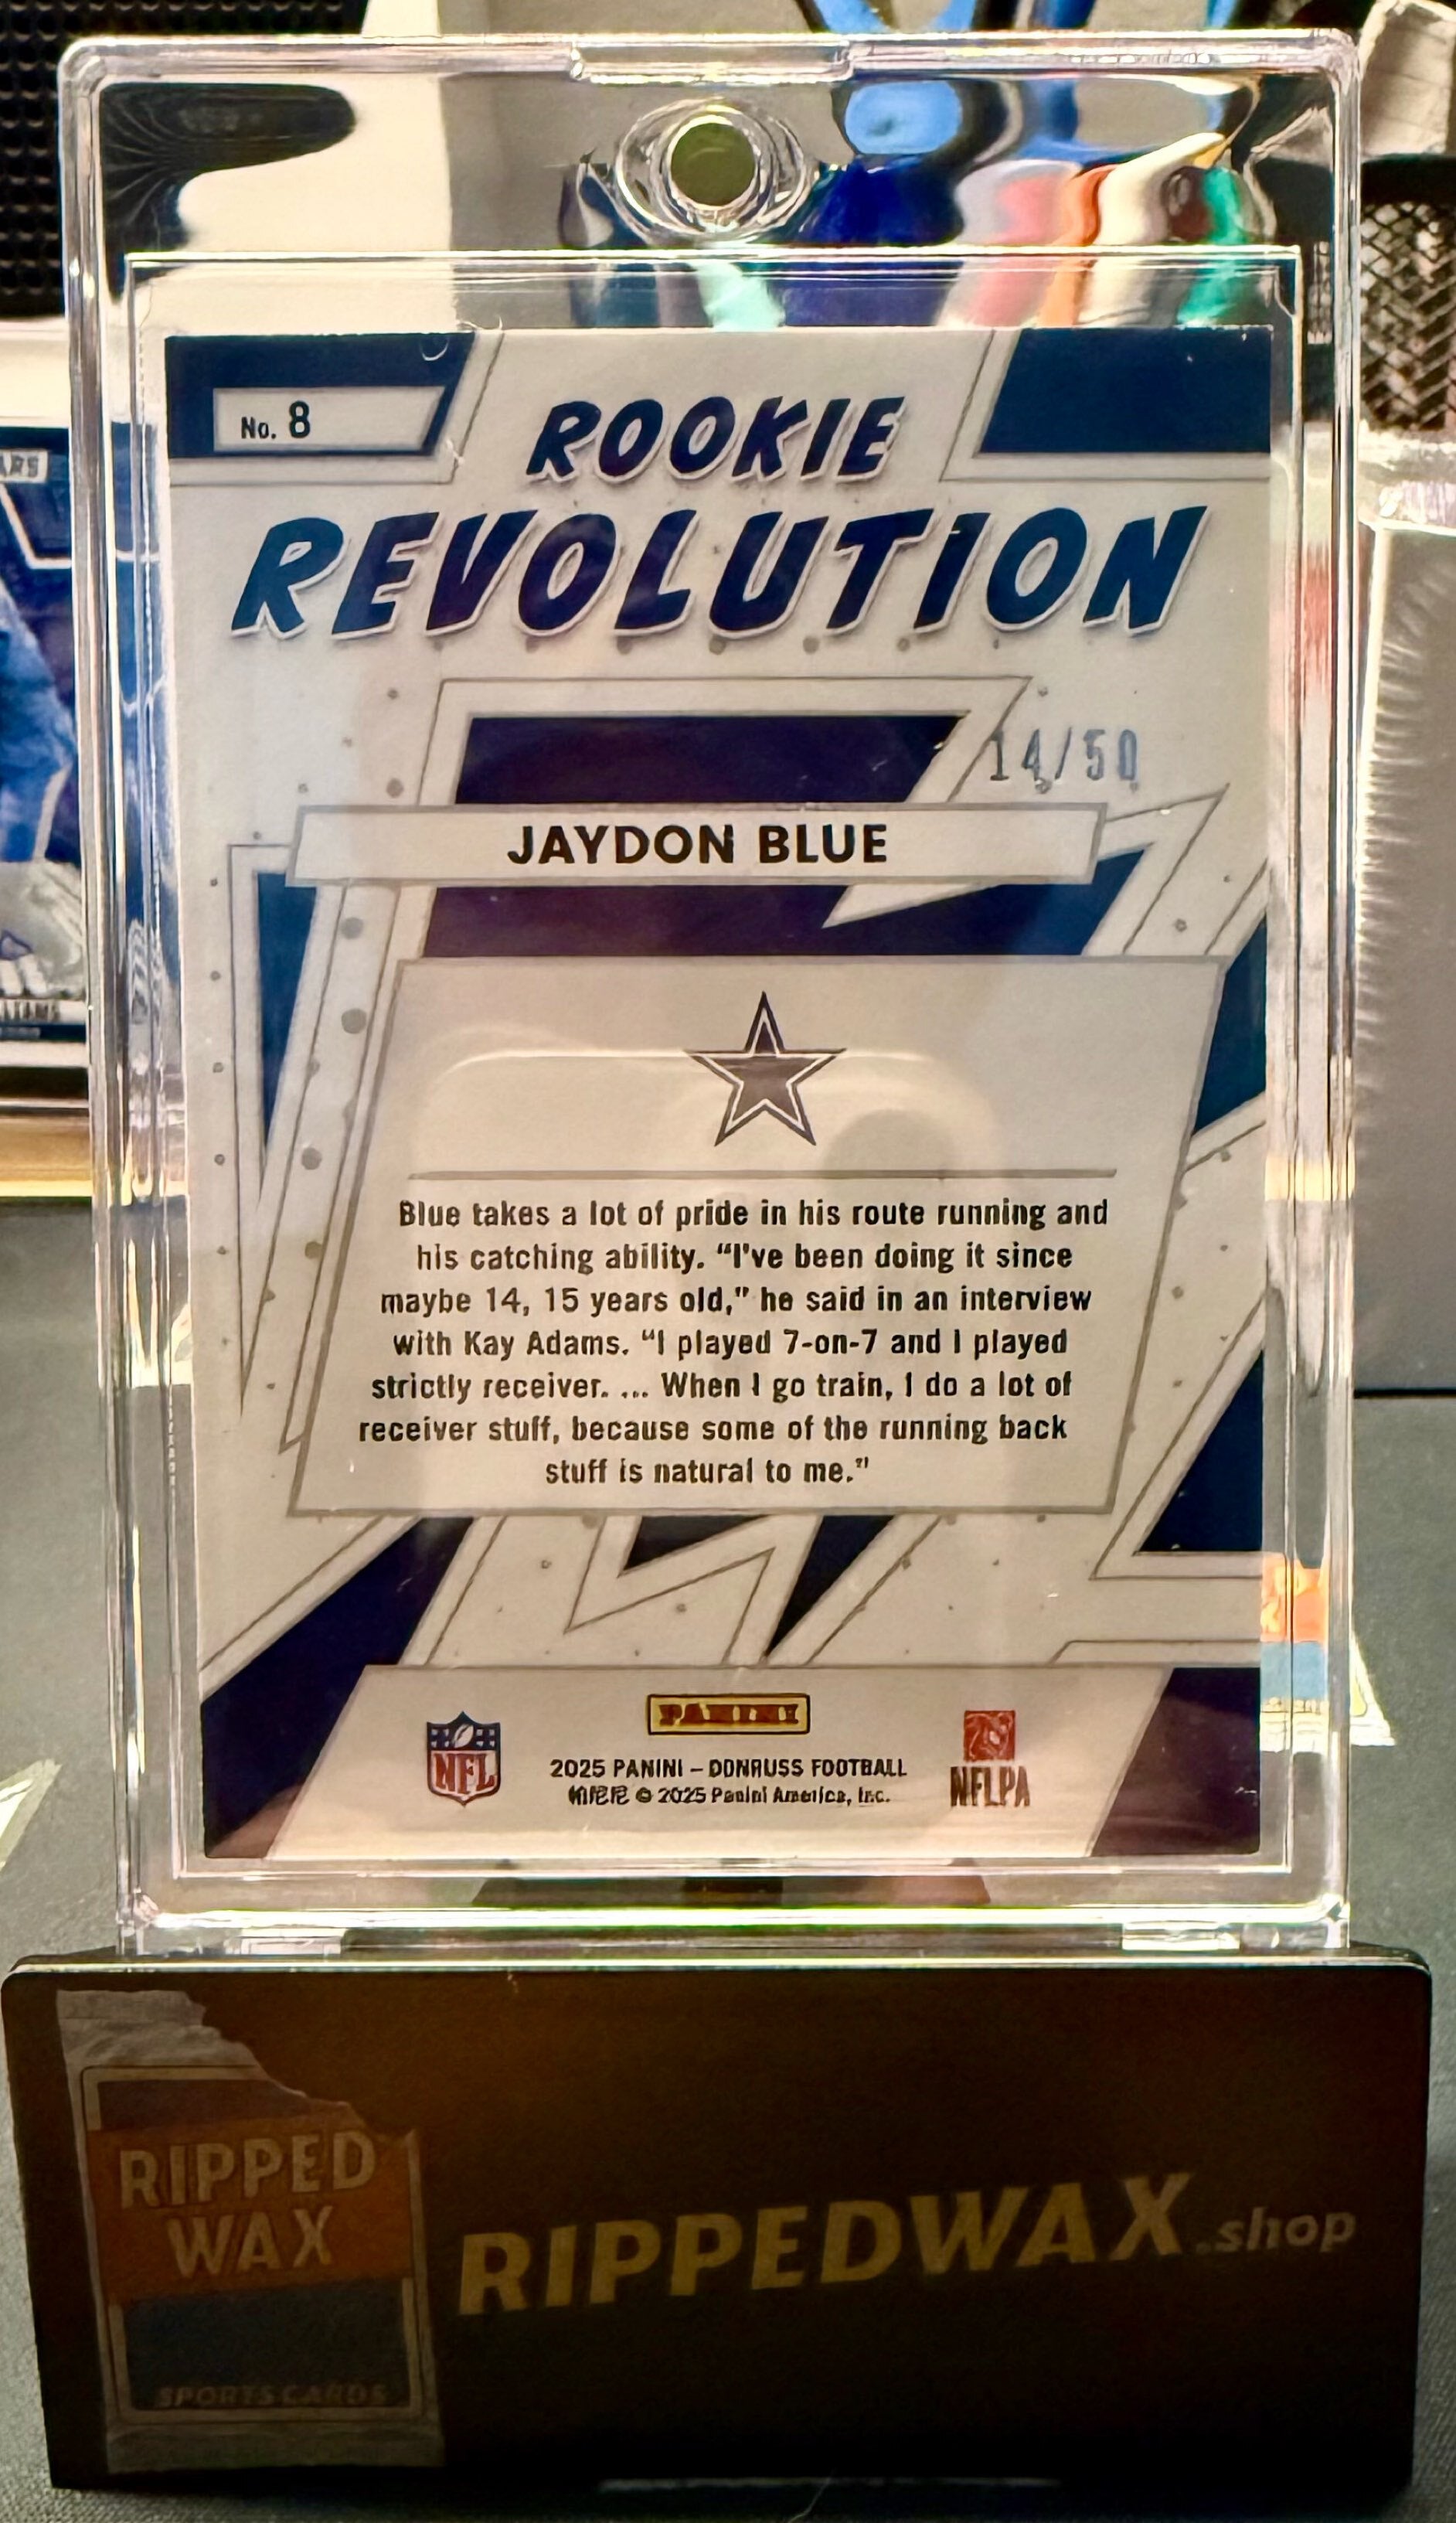 No. 8
ROOKIE
REVOLUTION
14/50
JAYDON BLUE
Blue takes a lot of pride in his route running and
his catching ability. “I've been doing it since
maybe 14, 15 years old,” he said in an interview
with Kay Adams. “I played 7-on-7 and I played
strictly receiver. ... When I go train, I do a lot of
receiver stuff, because some of the running back
stuff is natural to me.”
PANINI
NFL
2025 PANINI – DONRUSS FOOTBALL
帕尼尼 © 2025 Panini America, Inc.
NFLPA
RIPPED
WAX
SPORTS CARDS
RIPPEDWAX.shop